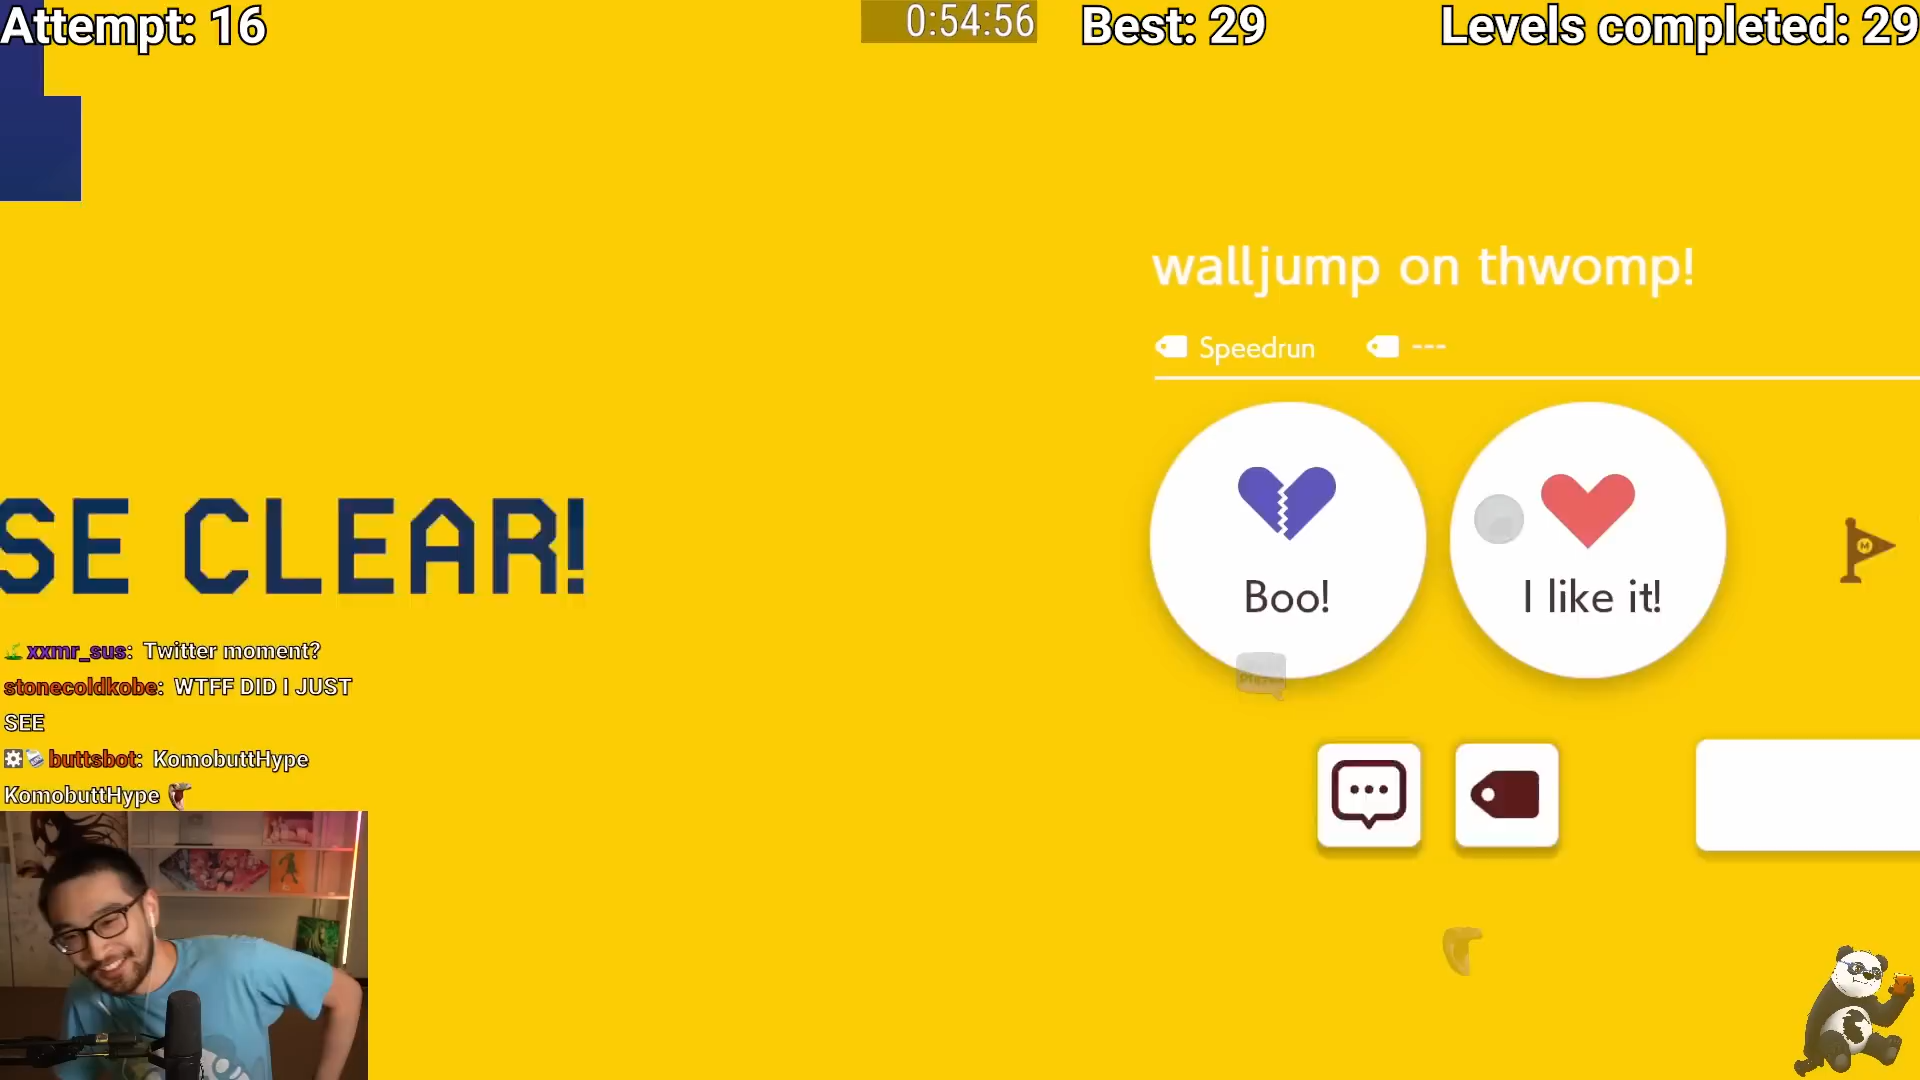 Attempt: 16
0:54:56
Best: 29
Levels completed: 29
walljump on thwomp!
Speedrun
---
SE CLEAR!
Boo!
I like it!
M
xxmr_sus: Twitter moment?
stonecoldkobe: WTFF DID I JUST
SEE
buttsbot: KomobuttHype
KomobuttHype